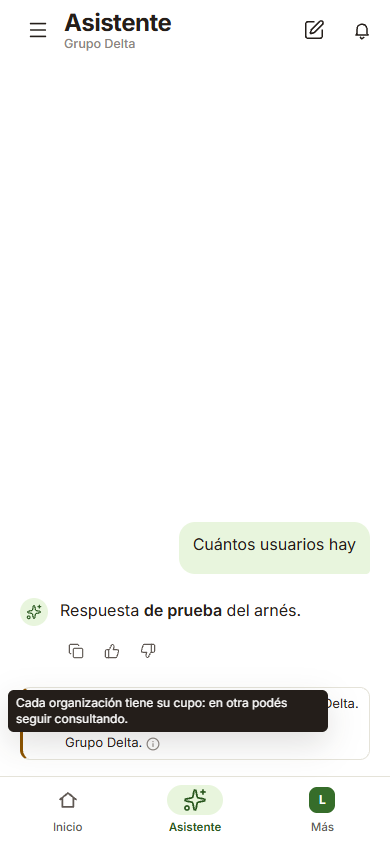 Asistente
Grupo Delta
Cuántos usuarios hay
Respuesta de prueba del arnés.
Delta.
Cada organización tiene su cupo: en otra podés
seguir consultando.
Grupo Delta.
Inicio
Asistente
L
Más